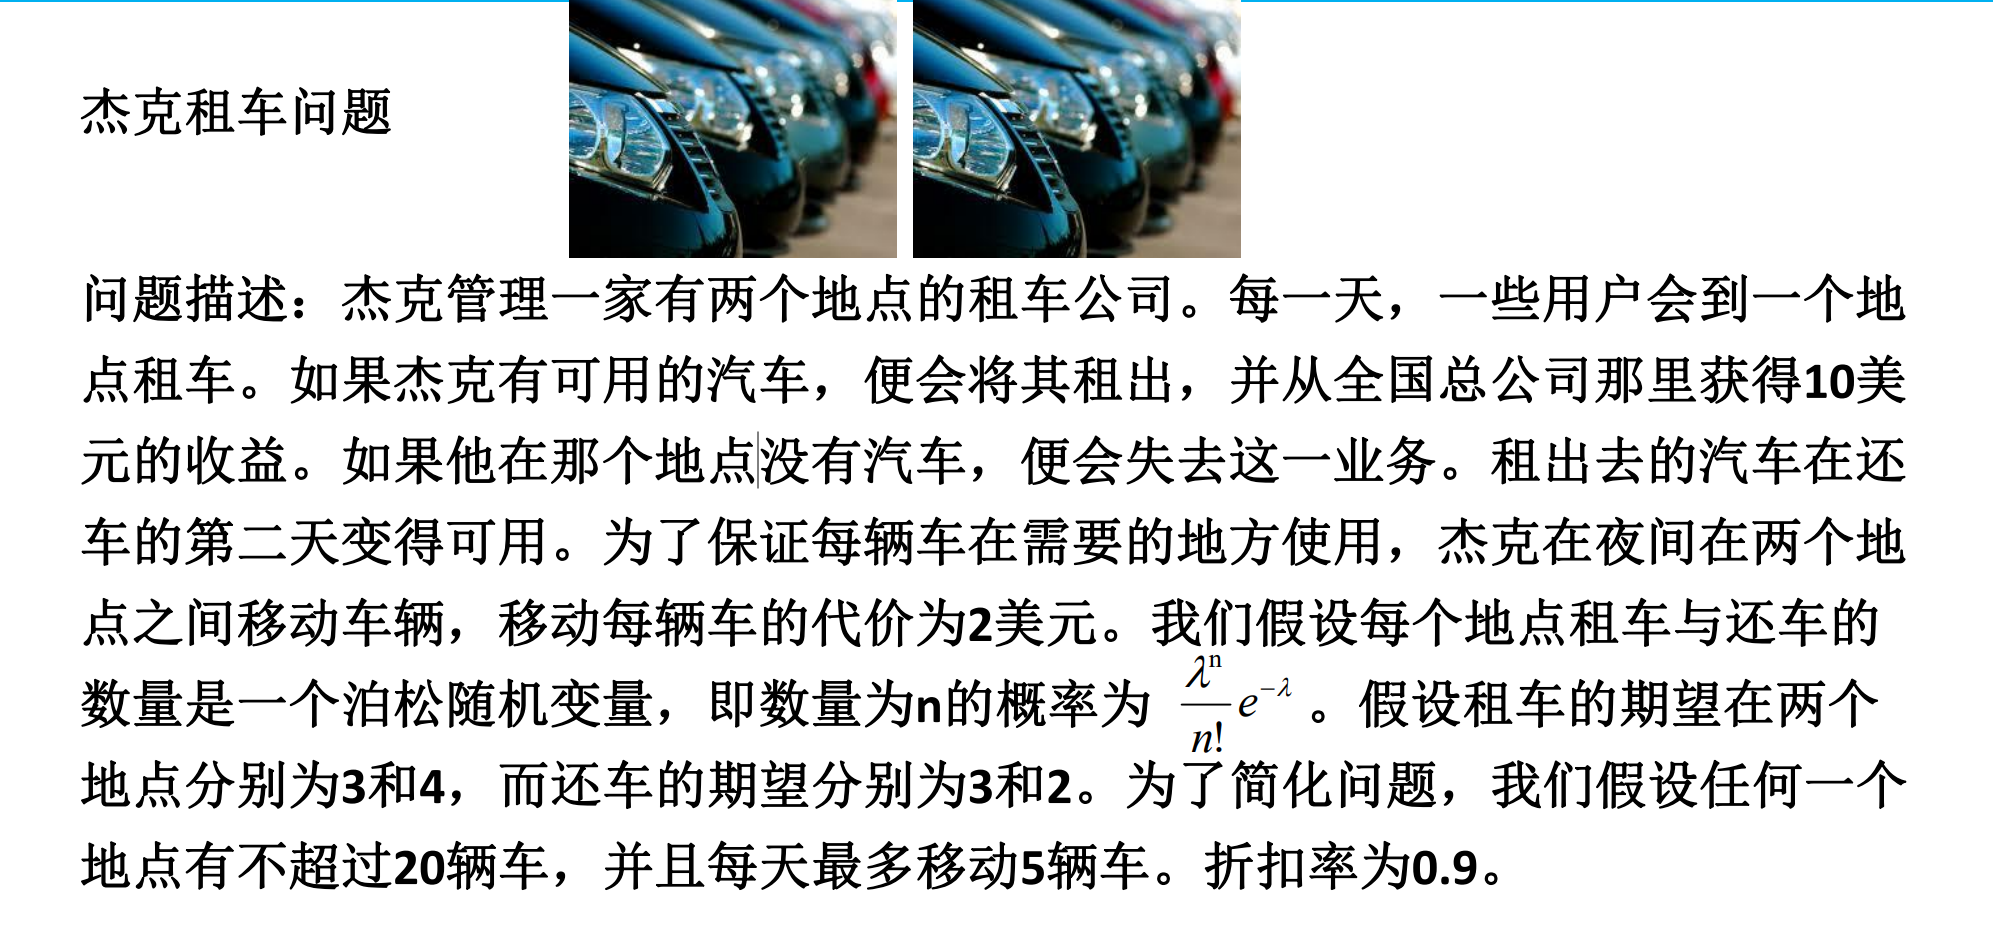 杰克租车问题
问题描述：杰克管理一家有两个地点的租车公司。每一天，一些用户会到一个地
点租车。如果杰克有可用的汽车，便会将其租出，并从全国总公司那里获得10美
元的收益。如果他在那个地点没有汽车，便会失去这一业务。租出去的汽车在还
车的第二天变得可用。为了保证每辆车在需要的地方使用，杰克在夜间在两个地
点之间移动车辆，移动每辆车的代价为2美元。我们假设每个地点租车与还车的
数量是一个泊松随机变量，即数量为n的概率为 $\frac{\lambda^n}{n!}e^{-\lambda}$ 。假设租车的期望在两个
地点分别为3和4，而还车的期望分别为3和2。为了简化问题，我们假设任何一个
地点有不超过20辆车，并且每天最多移动5辆车。折扣率为0.9。